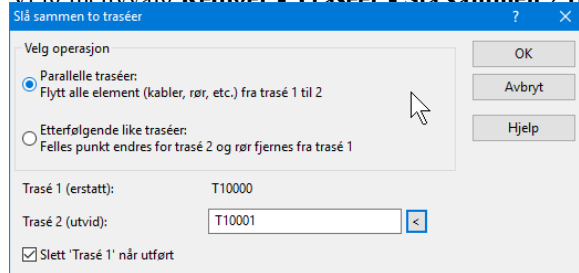 Slå sammen to traséer
? ×
Velg operasjon
Parallelle traséer:
Flytt alle element (kabler, rør, etc.) fra trasé 1 til 2
Etterfølgende like traséer:
Felles punkt endres for trasé 2 og rør fjernes fra trasé 1
OK
Avbryt
Hjelp
Trasé 1 (erstatt): T10000
Trasé 2 (utvid): T10001 <
Slett 'Trasé 1' når utført